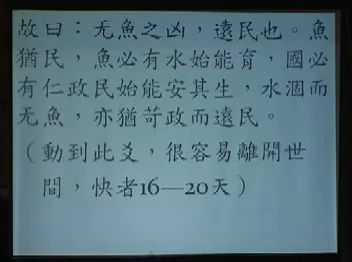 故曰：无魚之凶，遠民也。魚
猶民，魚必有水始能育，國必
有仁政民始能安其生，水涸而
无魚，亦猶苛政而遠民。
（動到此爻，很容易離開世
間，快者16—20天）